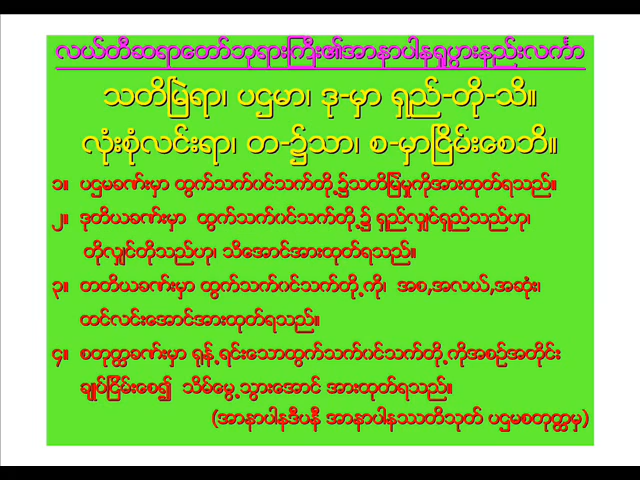 လယ်တီဆရာတော်ဘုရားကြီး၏အာနာပါနရှုပွားနည်းလင်္ကာ
သတိမြဲရာ၊ ပဌမာ၊ ဒု-မှာ ရှည်-တို-သိ။
လုံးစုံလင်းရာ၊ တ-၌သာ၊ စ-မှာငြိမ်းစေဘိ။
၁။ ပဌမခဏ်းမှာ ထွက်သက်ဝင်သက်တို့၌သတိမြဲမှုကိုအားထုတ်ရသည်။
၂။ ဒုတိယခဏ်းမှာ ထွက်သက်ဝင်သက်တို့၌ ရှည်လျှင်ရှည်သည်ဟု၊
တိုလျှင်တိုသည်ဟု၊ သိအောင်အားထုတ်ရသည်။
၃။ တတိယခဏ်းမှာ ထွက်သက်ဝင်သက်တို့ကို၊ အစ,အလယ်,အဆုံး၊
ထင်လင်းအောင်အားထုတ်ရသည်။
၄။ စတုတ္ထခဏ်းမှာ ရုန့်ရင်းသောထွက်သက်ဝင်သက်တို့ကိုအစဉ်အတိုင်း
ချုပ်ငြိမ်းစေ၍ သိမ်မွေ့သွားအောင် အားထုတ်ရသည်။
(အာနာပါနဒီပနီ အာနာပါနဿတိသုတ် ပဌမစတုတ္ထမှ)